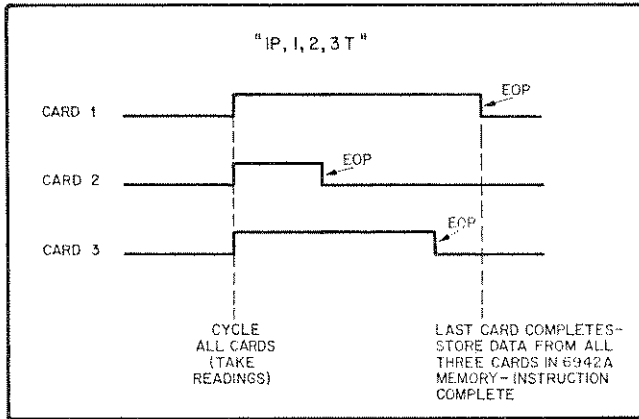 "IP, 1, 2, 3 T"
EOP
CARD 1
EOP
CARD 2
EOP
CARD 3
CYCLE
ALL CARDS
(TAKE
READINGS)
LAST CARD COMPLETES-
STORE DATA FROM ALL
THREE CARDS IN 6942A
MEMORY-INSTRUCTION
COMPLETE